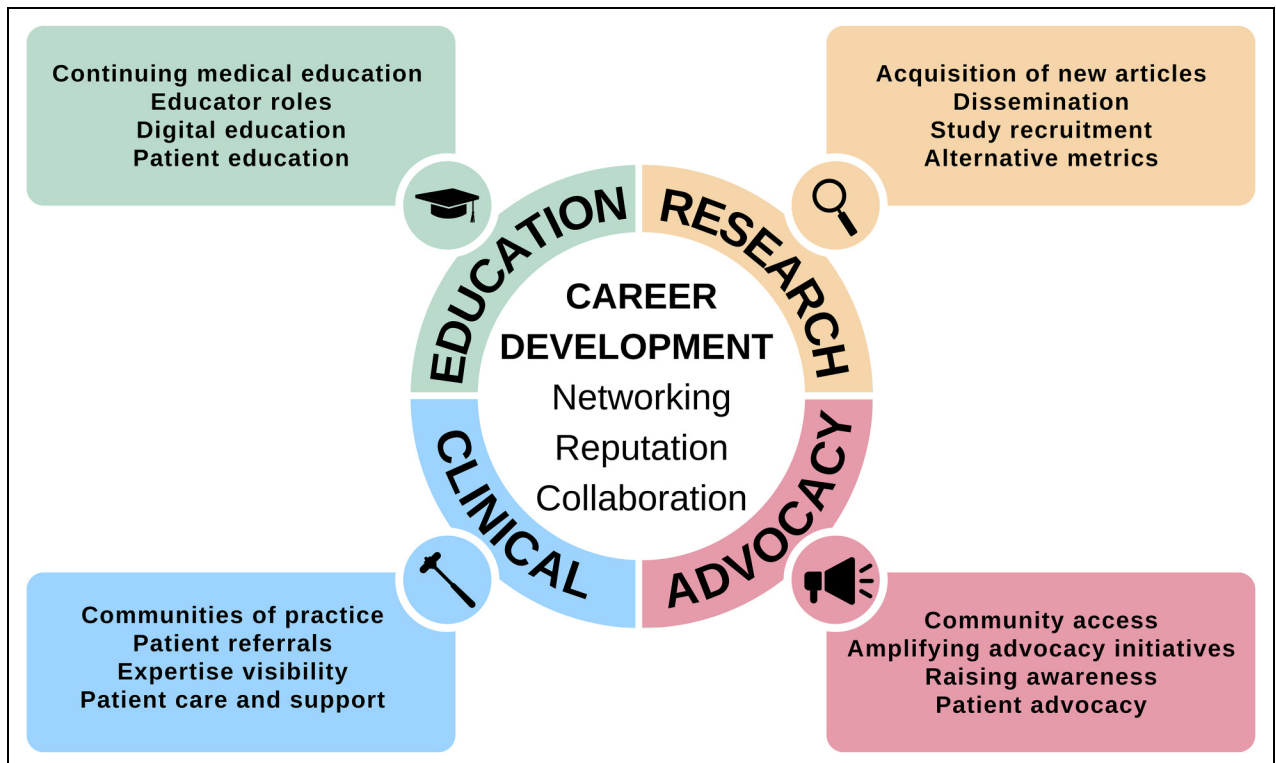 Continuing medical education
Educator roles
Digital education
Patient education
Acquisition of new articles
Dissemination
Study recruitment
Alternative metrics
EDUCATION
RESEARCH
CAREER
DEVELOPMENT
Networking
Reputation
Collaboration
CLINICAL
ADVOCACY
Communities of practice
Patient referrals
Expertise visibility
Patient care and support
Community access
Amplifying advocacy initiatives
Raising awareness
Patient advocacy